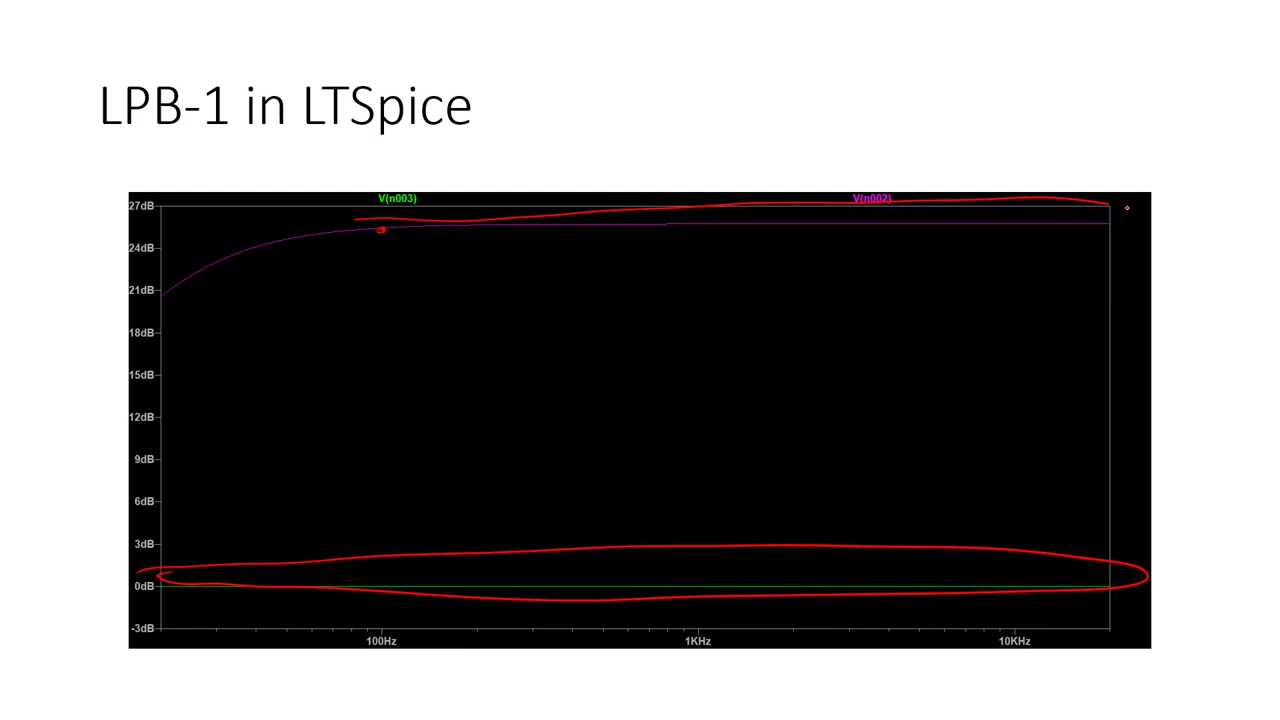 LPB-1 in LTSpice
V(n003) V(n002)
27dB
24dB
21dB
18dB
15dB
12dB
9dB
6dB
3dB
0dB
-3dB
100Hz 1KHz 10KHz